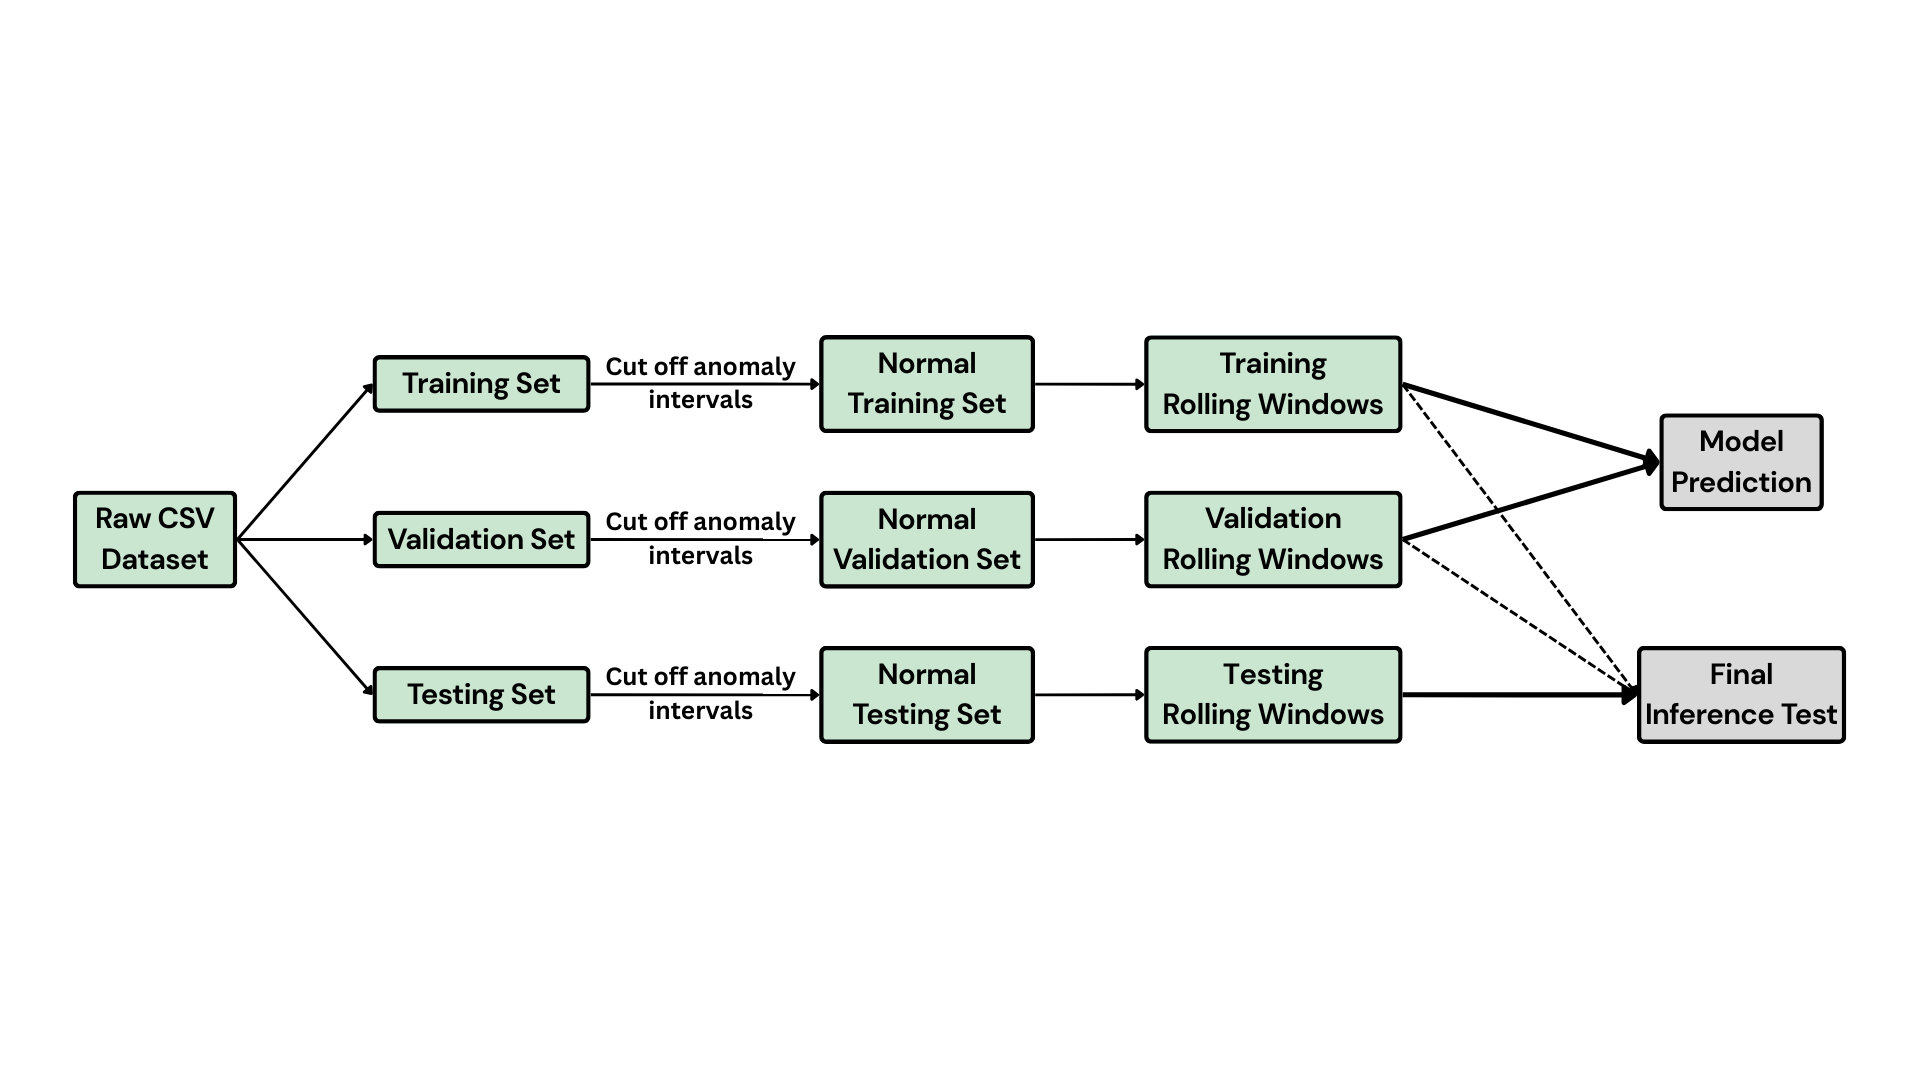 Raw CSV
Dataset
Training Set
Cut off anomaly
intervals
Normal
Training Set
Training
Rolling Windows
Validation Set
Cut off anomaly
intervals
Normal
Validation Set
Validation
Rolling Windows
Testing Set
Cut off anomaly
intervals
Normal
Testing Set
Testing
Rolling Windows
Model
Prediction
Final
Inference Test